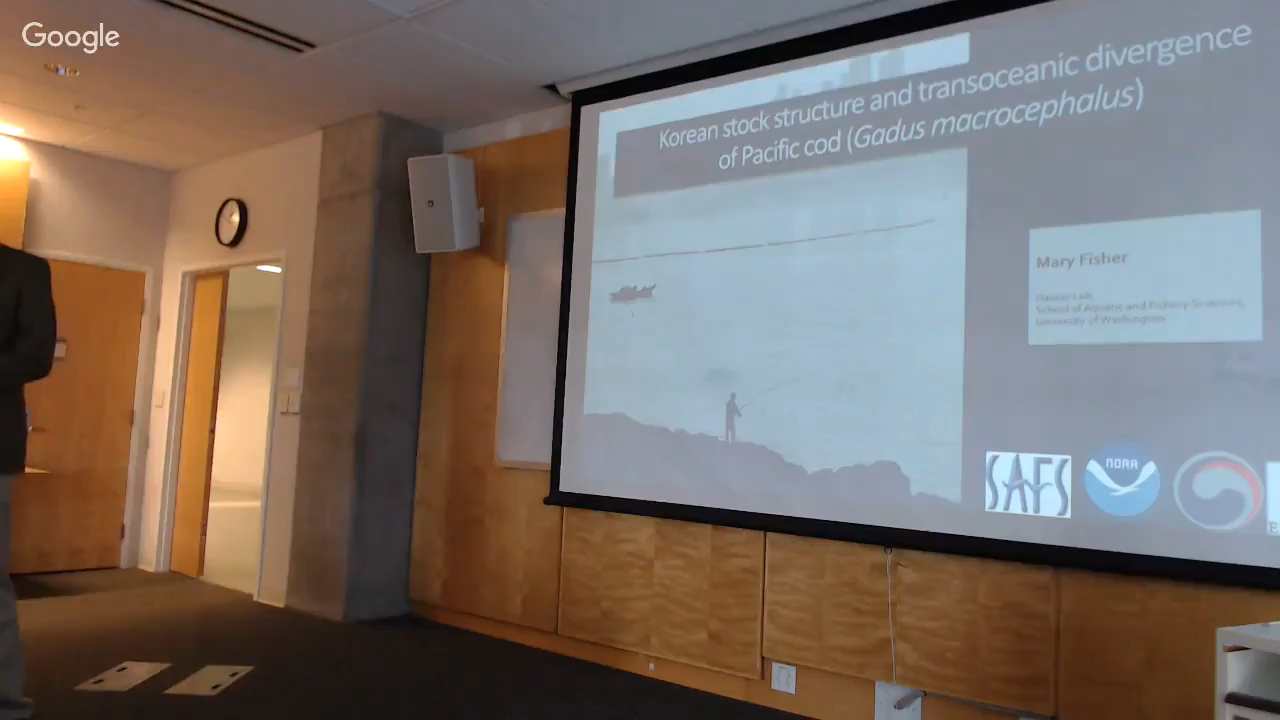 Google
Korean stock structure and transoceanic divergence
of Pacific cod (Gadus macrocephalus)
Mary Fisher
Lab,
School of Aquatic and Fishery Sciences,
University of Washington
SAFS
NOAA